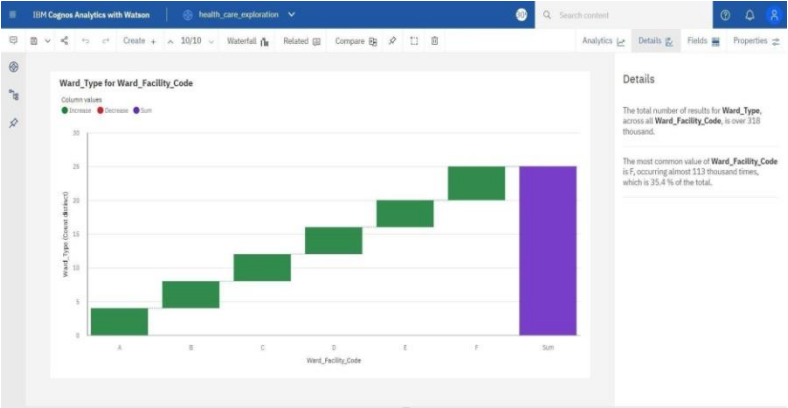 IBM Cognos Analytics with Watson
health_care_exploration
Search content
Create +
10/10
Waterfall
Related
Compare
Analytics
Details
Fields
Properties
Ward_Type for Ward_Facility_Code
Column values
Increase Decrease Sum
Ward_Type (Count distinct)
30
25
20
15
10
5
0
A B C D E F Sum
Ward_Facility_Code
Details
The total number of results for Ward_Type,
across all Ward_Facility_Code, is over 318
thousand.
The most common value of Ward_Facility_Code
is F, occurring almost 113 thousand times,
which is 35.4 % of the total.